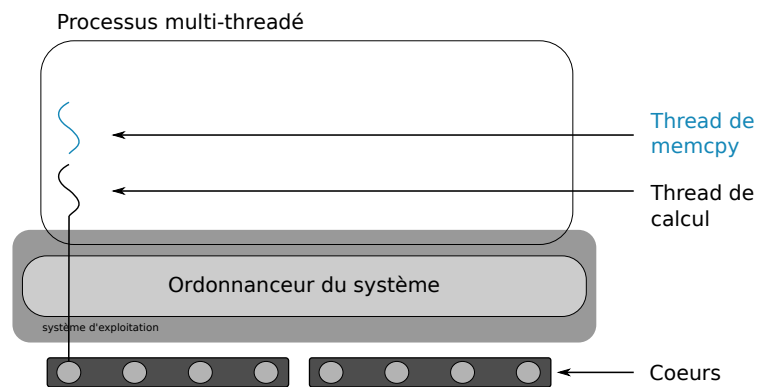 Processus multi-threadé
Thread de
memcpy
Thread de
calcul
Ordonnanceur du système
système d'exploitation
Coeurs